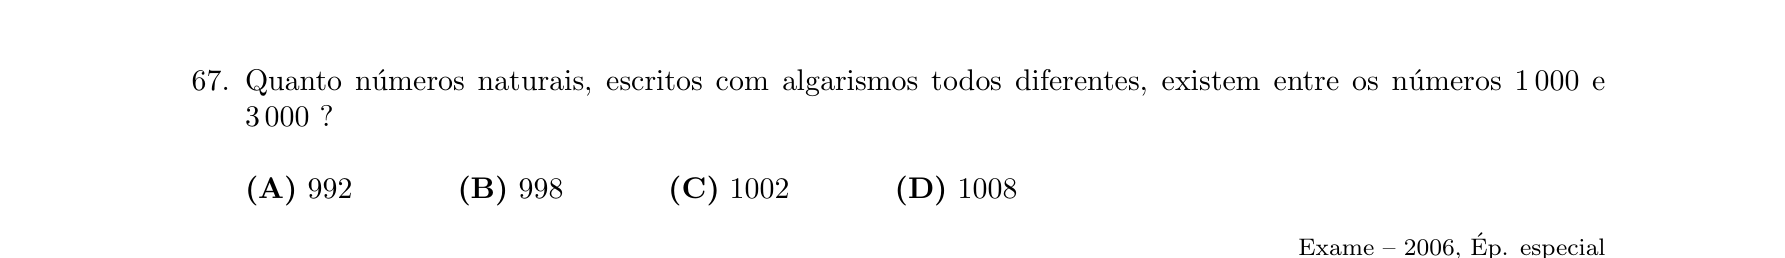 67. Quanto números naturais, escritos com algarismos todos diferentes, existem entre os números 1 000 e
3 000 ?
(A) 992 (B) 998 (C) 1002 (D) 1008
Exame – 2006, Ép. especial